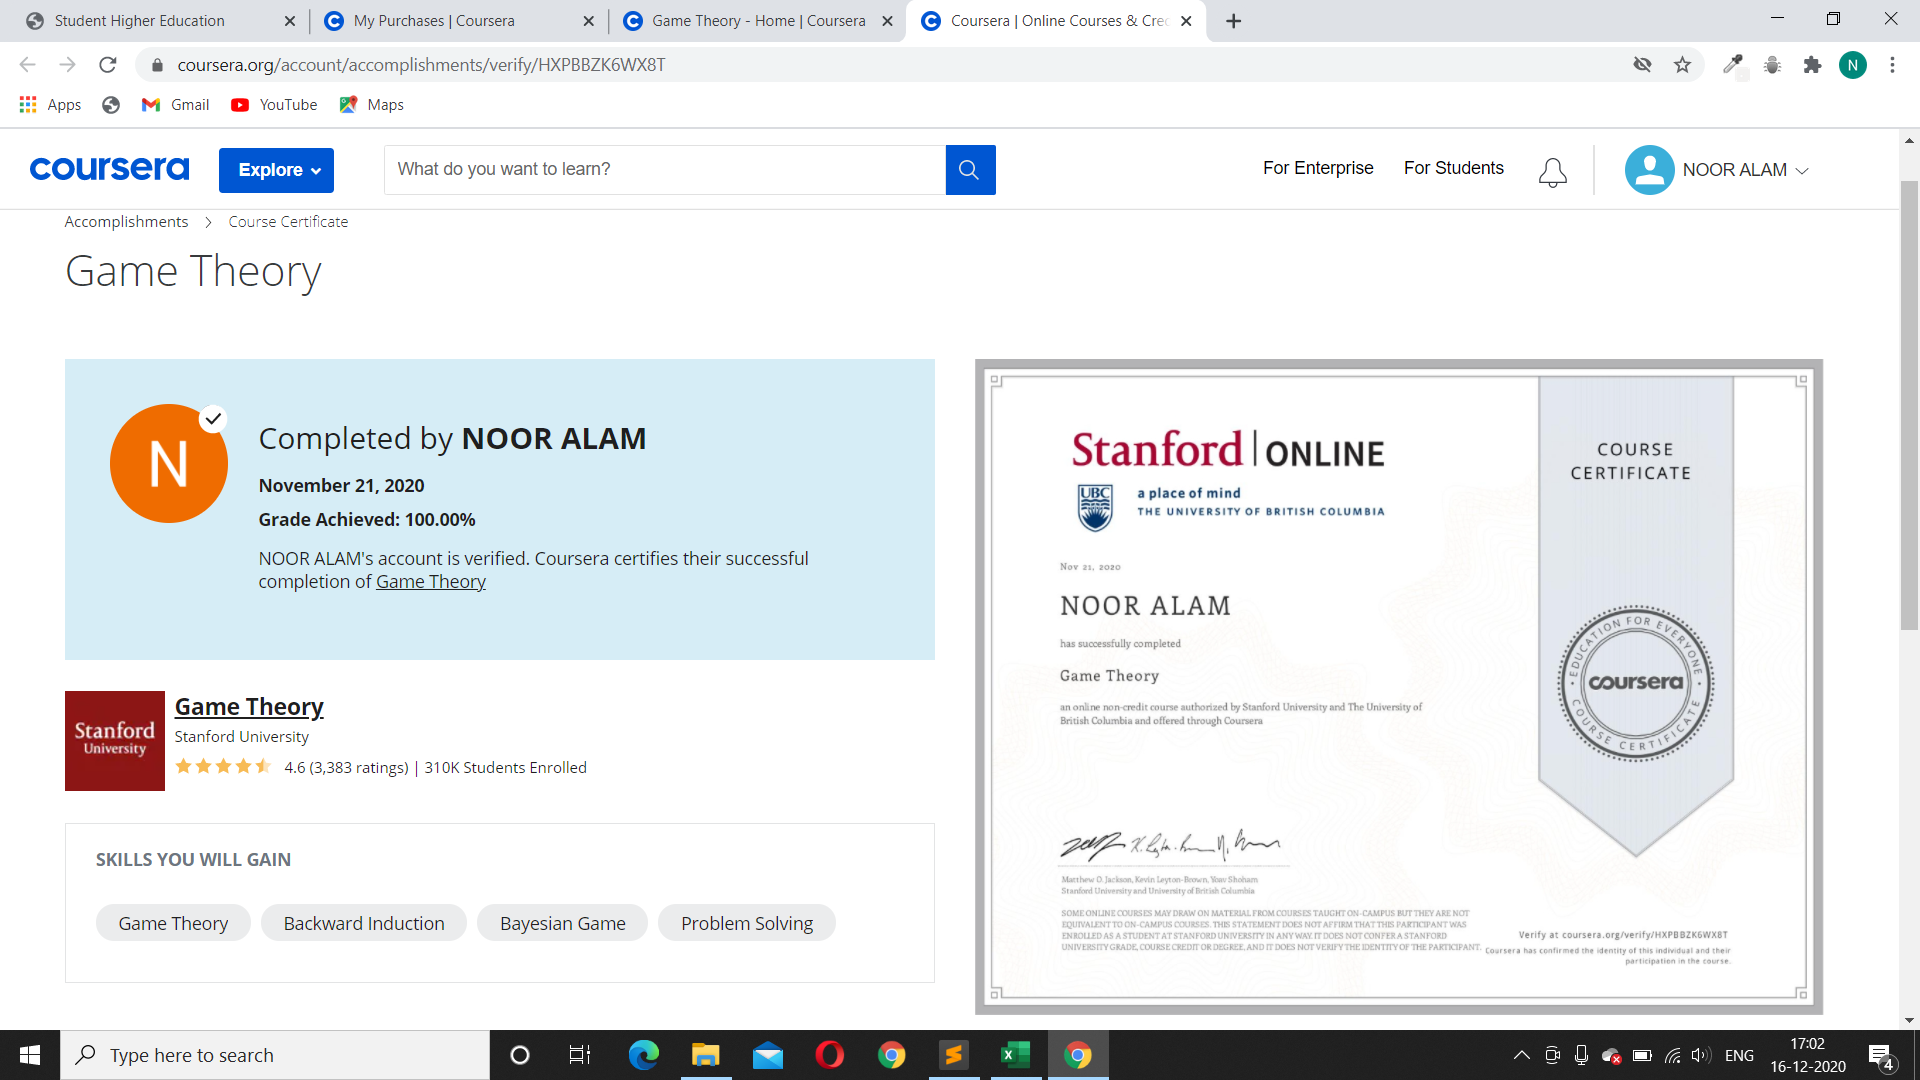 Student Higher Education
My Purchases | Coursera
Game Theory - Home | Coursera
Coursera | Online Courses & Cre
coursera.org/account/accomplishments/verify/HXPBBZK6WX8T
N
Apps
Gmail
YouTube
Maps
coursera
Explore
What do you want to learn?
For Enterprise
For Students
NOOR ALAM
Accomplishments
Course Certificate
Game Theory
N
Completed by NOOR ALAM
November 21, 2020
Grade Achieved: 100.00%
NOOR ALAM's account is verified. Coursera certifies their successful
completion of Game Theory
Stanford
University
Game Theory
Stanford University
4.6 (3,383 ratings) | 310K Students Enrolled
SKILLS YOU WILL GAIN
Game Theory
Backward Induction
Bayesian Game
Problem Solving
Stanford | ONLINE
UBC
a place of mind
THE UNIVERSITY OF BRITISH COLUMBIA
COURSE
CERTIFICATE
Nov 21, 2020
NOOR ALAM
has successfully completed
Game Theory
an online non-credit course authorized by Stanford University and The University of
British Columbia and offered through Coursera
EDUCATION FOR EVERYONE
coursera
COURSE CERTIFICATE
Matthew O. Jackson, Kevin Leyton-Brown, Yoav Shoham
Stanford University and University of British Columbia
SOME ONLINE COURSES MAY DRAW ON MATERIAL FROM COURSES TAUGHT ON-CAMPUS BUT THEY ARE NOT
EQUIVALENT TO ON-CAMPUS COURSES. THIS STATEMENT DOES NOT AFFIRM THAT THIS PARTICIPANT WAS
ENROLLED AS A STUDENT AT STANFORD UNIVERSITY IN ANY WAY. IT DOES NOT CONFER A STANFORD
UNIVERSITY GRADE, COURSE CREDIT OR DEGREE, AND IT DOES NOT VERIFY THE IDENTITY OF THE PARTICIPANT.
Verify at coursera.org/verify/HXPBBZK6WX8T
Coursera has confirmed the identity of this individual and their
participation in the course.
Type here to search
ENG
17:02
16-12-2020
4